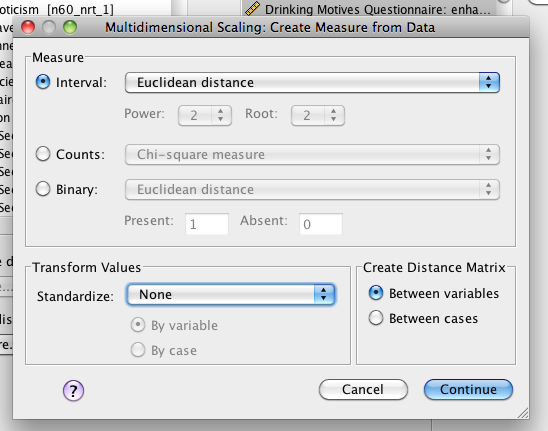 oticism [n60_nrt_1]
Drinking Motives Questionnaire: enha...
Multidimensional Scaling: Create Measure from Data
Measure
Interval: Euclidean distance
Power: 2 Root: 2
Counts: Chi-square measure
Binary: Euclidean distance
Present: 1 Absent: 0
Transform Values
Standardize: None
By variable
By case
Create Distance Matrix
Between variables
Between cases
? Cancel Continue